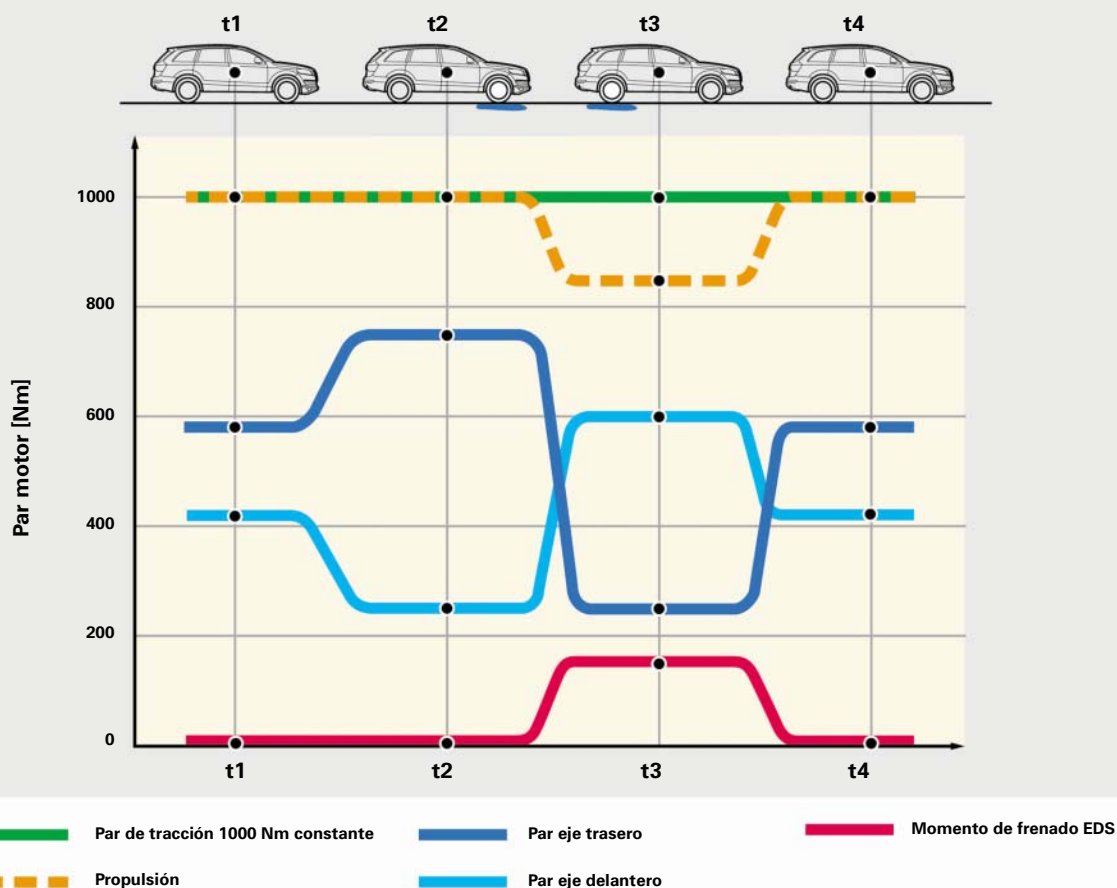 t1 t2 t3 t4
1000
800
600
400
200
0
Par motor [Nm]
t1 t2 t3 t4
Par de tracción 1000 Nm constante
Par eje trasero
Momento de frenado EDS
Propulsión
Par eje delantero